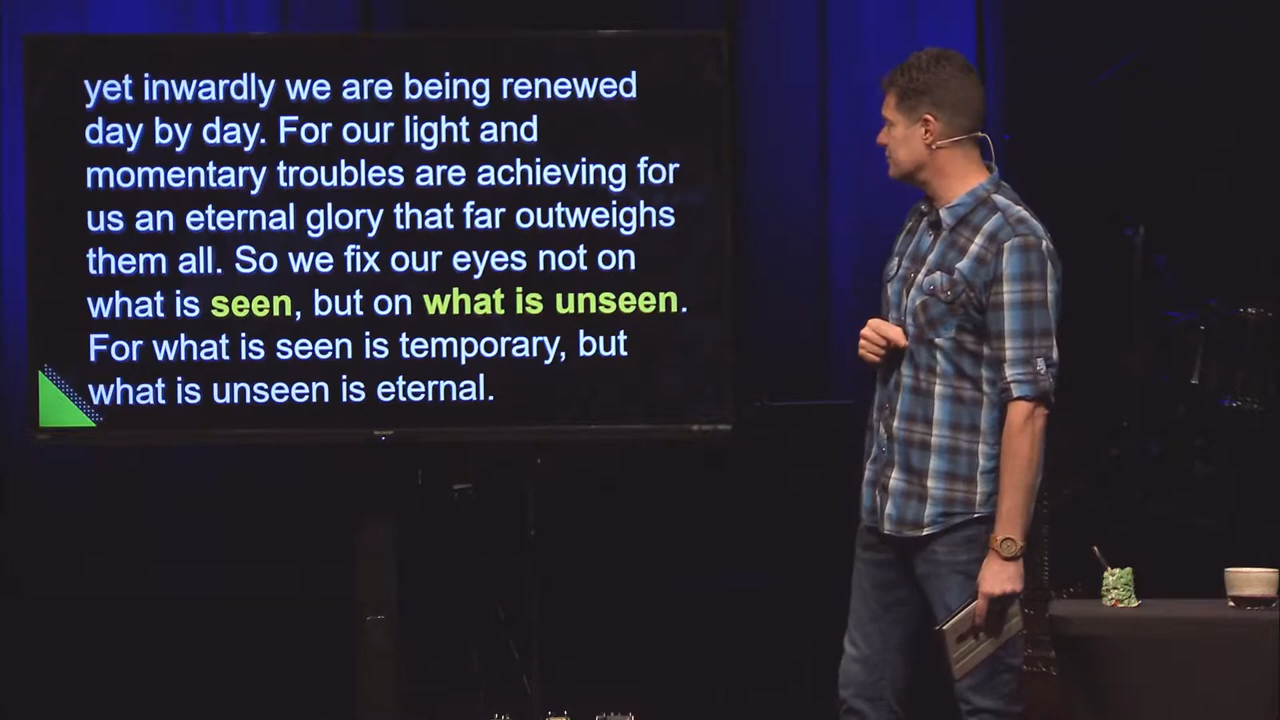 yet inwardly we are being renewed
day by day. For our light and
momentary troubles are achieving for
us an eternal glory that far outweighs
them all. So we fix our eyes not on
what is seen, but on what is unseen.
For what is seen is temporary, but
what is unseen is eternal.